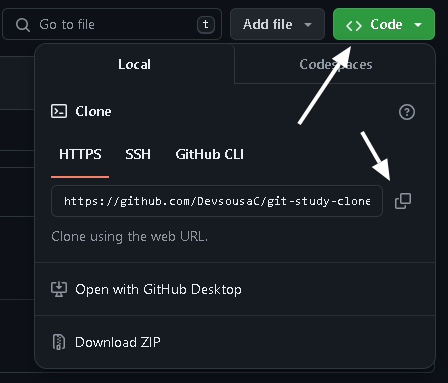 Go to file t Add file Code
Local Codespaces
Clone
HTTPS SSH GitHub CLI
https://github.com/DevsousaC/git-study-clone
Clone using the web URL.
Open with GitHub Desktop
Download ZIP